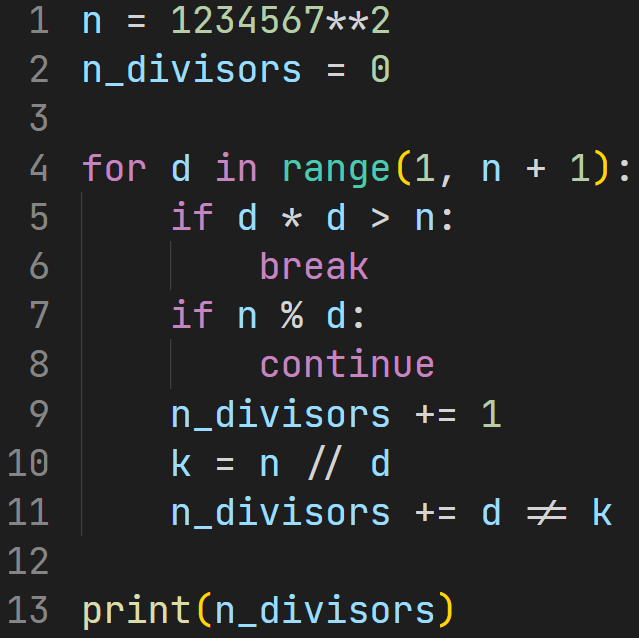 1 n = 1234567**2
2 n_divisors = 0
3
4 for d in range(1, n + 1):
5     if d * d > n:
6         break
7     if n % d:
8         continue
9     n_divisors += 1
10     k = n // d
11     n_divisors += d != k
12
13 print(n_divisors)